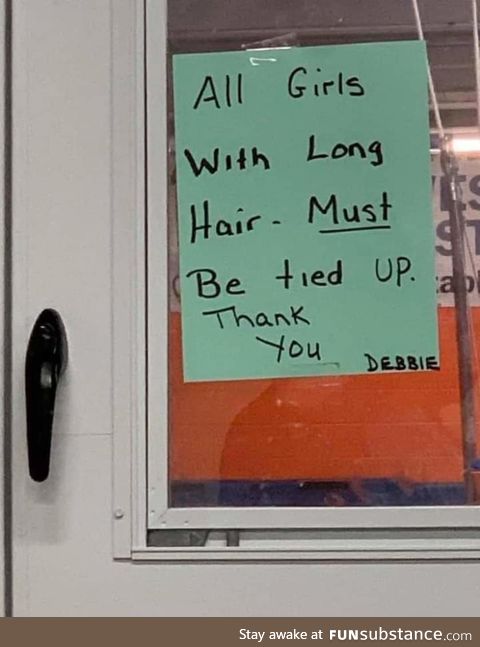 All Girls
With Long
Hair- Must
Be tied UP.
Thank
You
DEBBIE
Stay awake at FUNsubstance.com